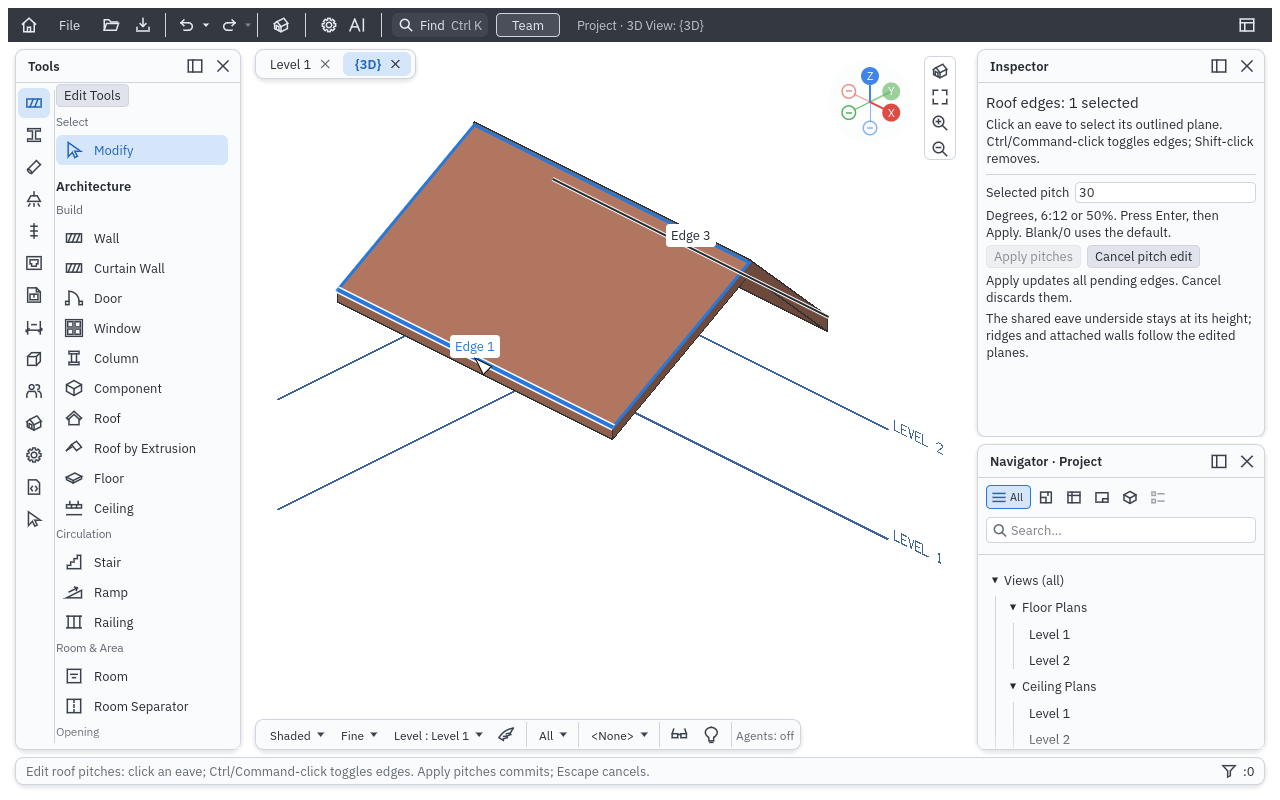 File
Find Ctrl K
Team
Project · 3D View: {3D}
Tools
Edit Tools
Select
Modify
Architecture
Build
Wall
Curtain Wall
Door
Window
Column
Component
Roof
Roof by Extrusion
Floor
Ceiling
Circulation
Stair
Ramp
Railing
Room & Area
Room
Room Separator
Opening
Level 1
{3D}
Z
Y
X
Edge 3
Edge 1
LEVEL 2
LEVEL 1
Shaded
Fine
Level : Level 1
All
<None>
Agents: off
Inspector
Roof edges: 1 selected
Click an eave to select its outlined plane.
Ctrl/Command-click toggles edges; Shift-click
removes.
Selected pitch 30
Degrees, 6:12 or 50%. Press Enter, then
Apply. Blank/0 uses the default.
Apply pitches
Cancel pitch edit
Apply updates all pending edges. Cancel
discards them.
The shared eave underside stays at its height;
ridges and attached walls follow the edited
planes.
Navigator · Project
All
Search...
Views (all)
Floor Plans
Level 1
Level 2
Ceiling Plans
Level 1
Level 2
Edit roof pitches: click an eave; Ctrl/Command-click toggles edges. Apply pitches commits; Escape cancels.
:0